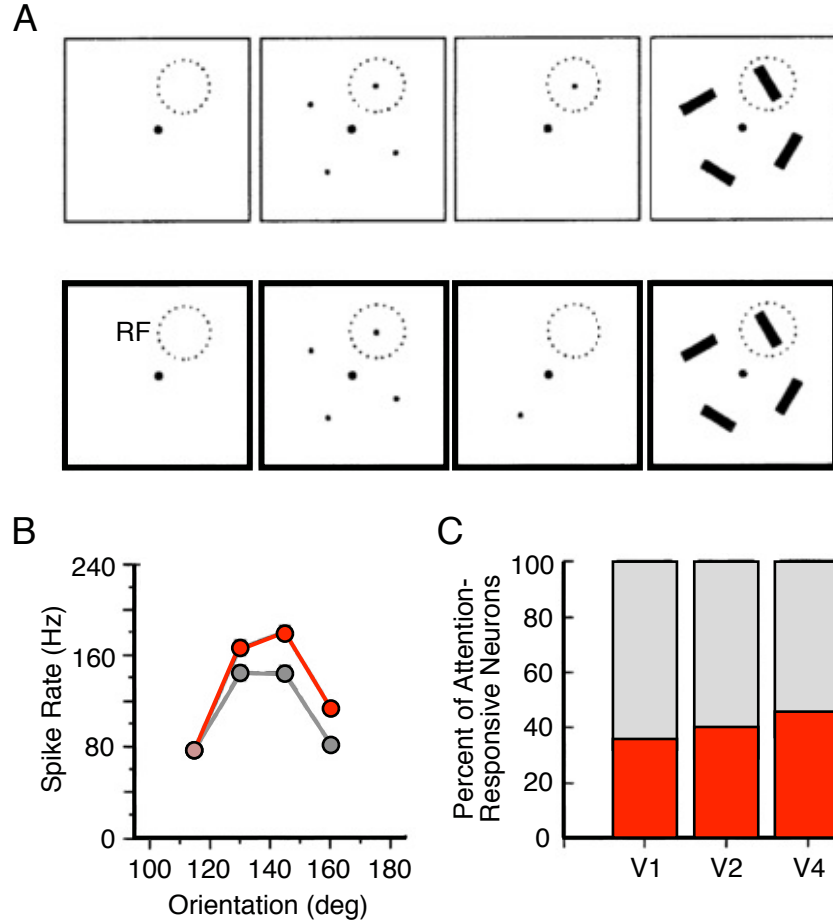 A
RF
B
240
160
80
0
Spike Rate (Hz)
100 120 140 160 180
Orientation (deg)
C
100
80
60
40
20
0
Percent of Attention-
Responsive Neurons
V1 V2 V4